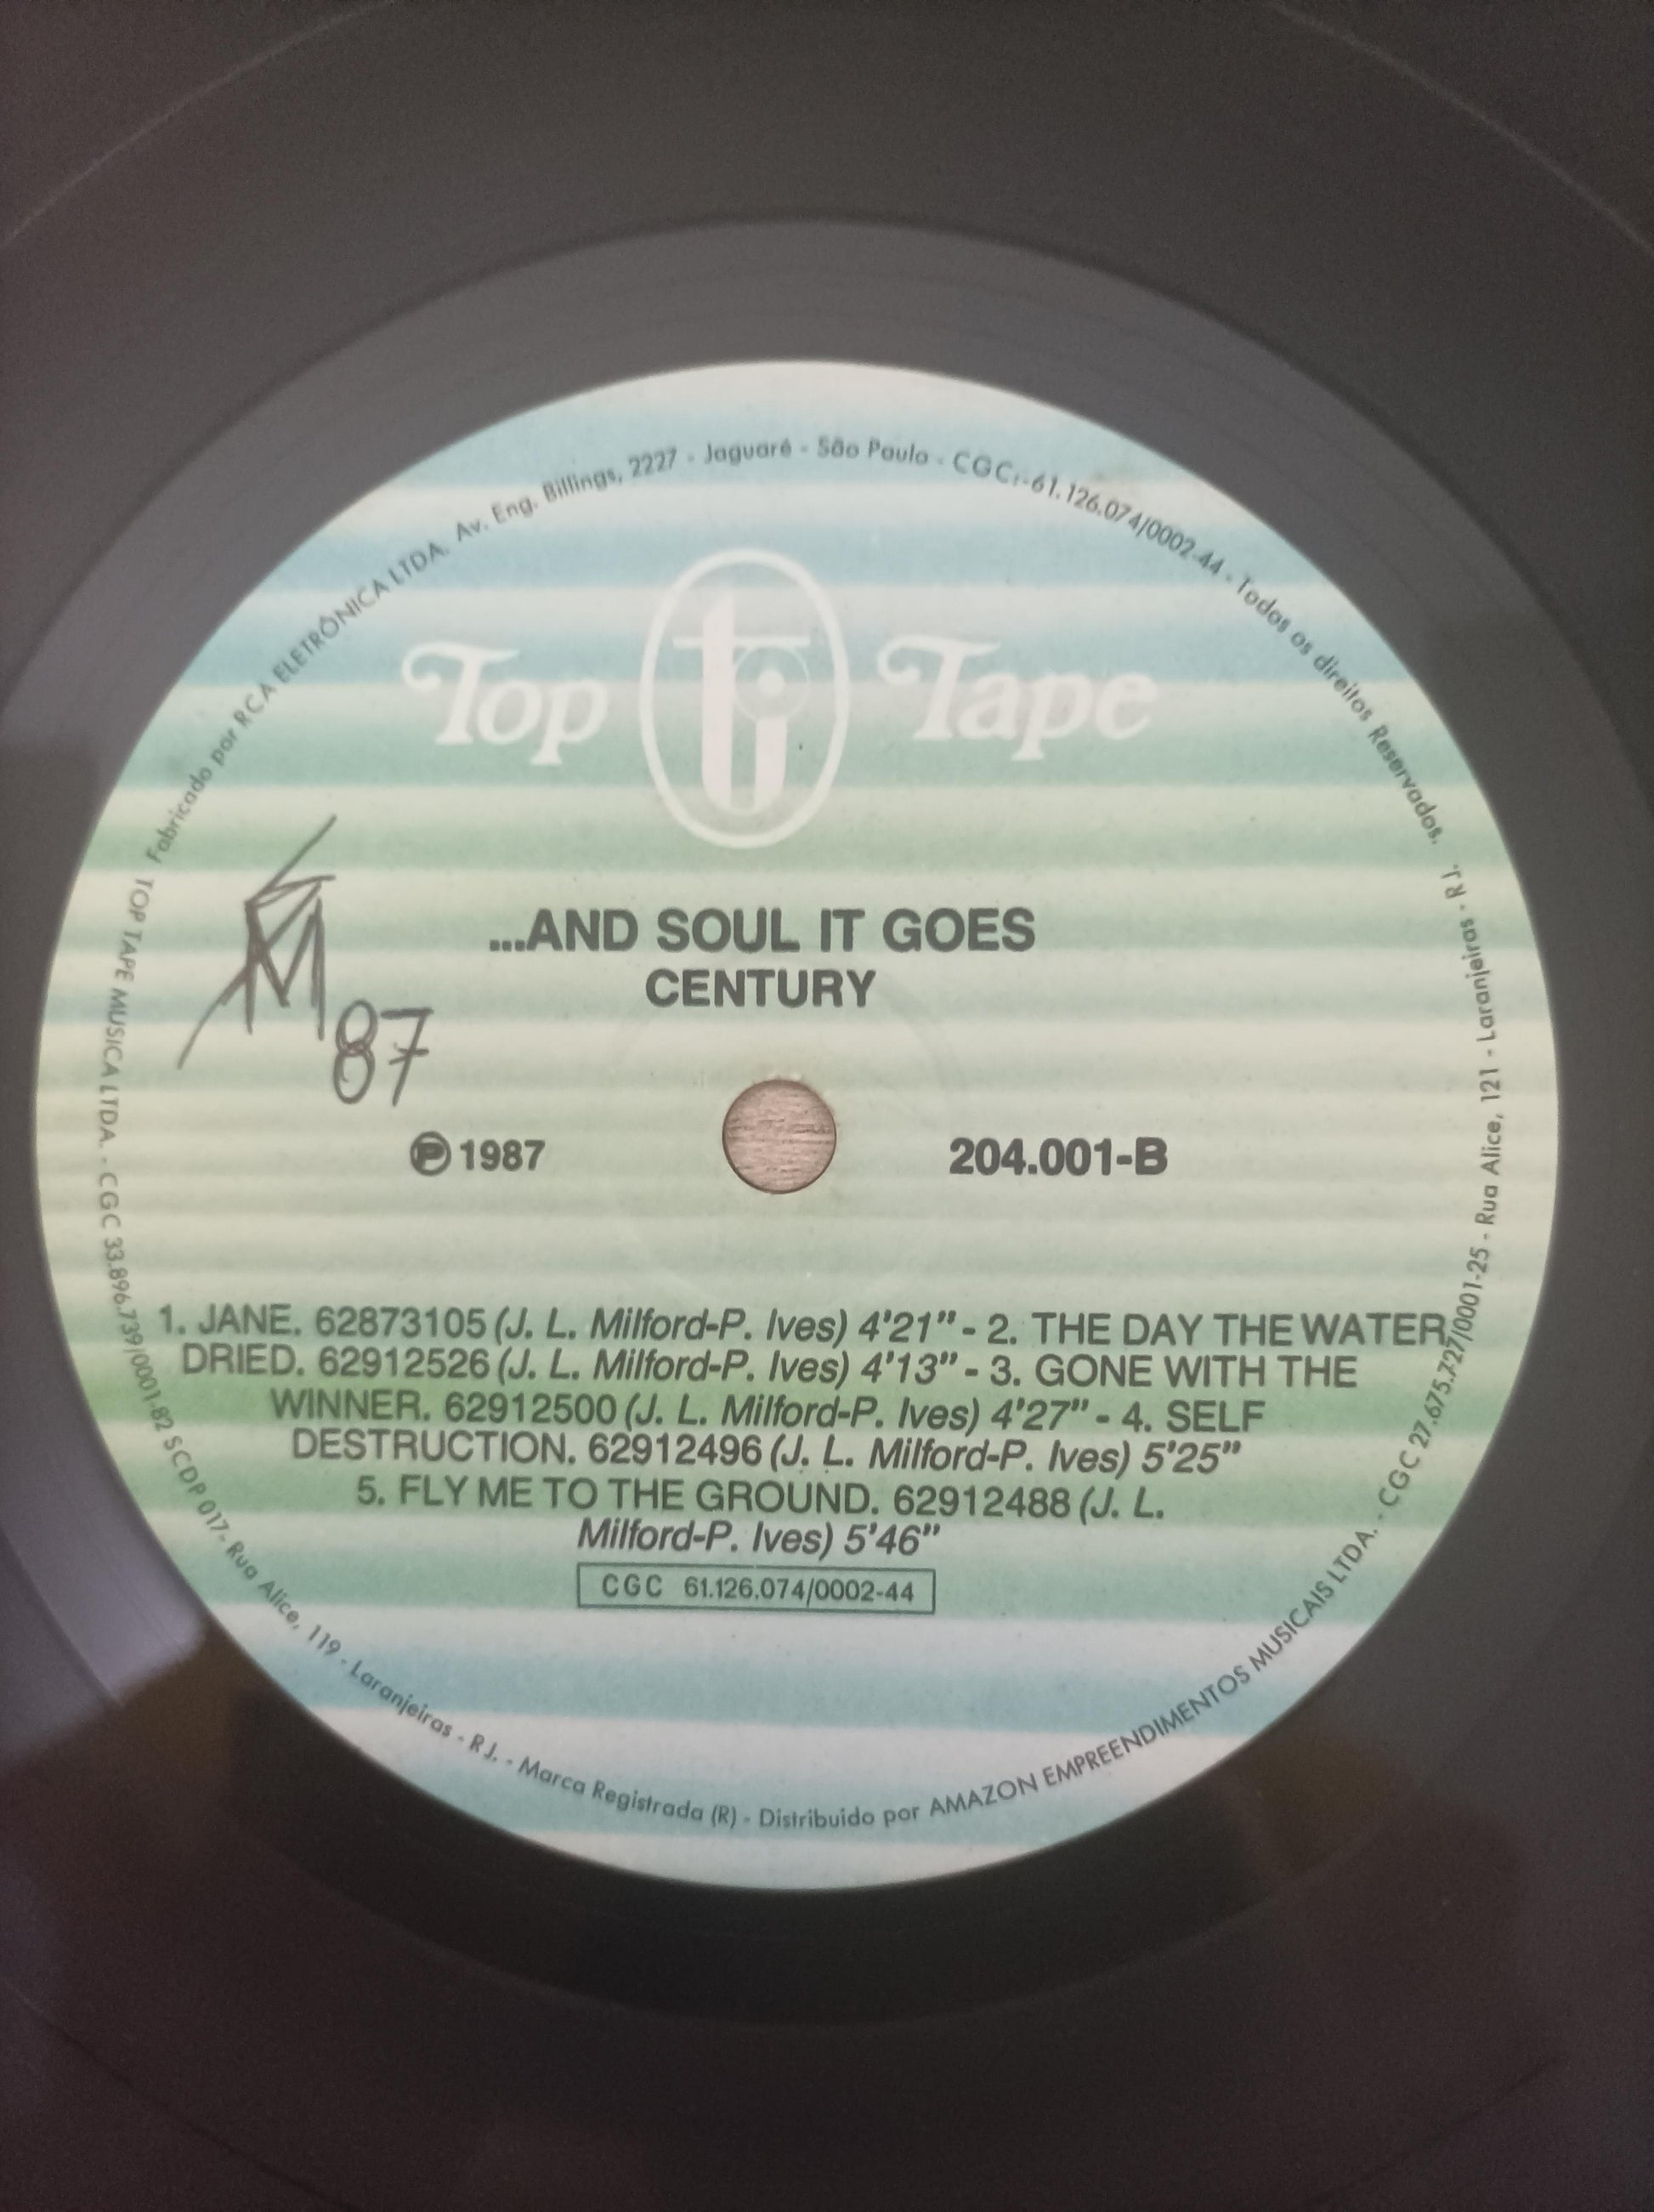 Fabricado por RCA ELETRÔNICA LTDA. Av. Eng. Billings, 2227 - Jaguaré - São Paulo - CGC:-61.126.074/0002-44 - Todos os direitos Reservados.
Top Tape
...AND SOUL IT GOES
CENTURY
87
Ⓟ 1987
204.001-B
1. JANE. 62873105 (J. L. Milford-P. Ives) 4'21" - 2. THE DAY THE WATER
DRIED. 62912526 (J. L. Milford-P. Ives) 4'13" - 3. GONE WITH THE
WINNER. 62912500 (J. L. Milford-P. Ives) 4'27" - 4. SELF
DESTRUCTION. 62912496 (J. L. Milford-P. Ives) 5'25"
5. FLY ME TO THE GROUND. 62912488 (J. L.
Milford-P. Ives) 5'46"
CGC 61.126.074/0002-44
TOP TAPE MUSICA LTDA. - CGC 33.896.739/0001-82 SCDP 017- Rua Alice, 119 - Laranjeiras - RJ. - Marca Registrada (R) - Distribuido por AMAZON EMPREENDIMENTOS MUSICAIS LTDA. - CGC 27.675.727/0001-25 - Rua Alice, 121 - Laranjeiras - RJ.